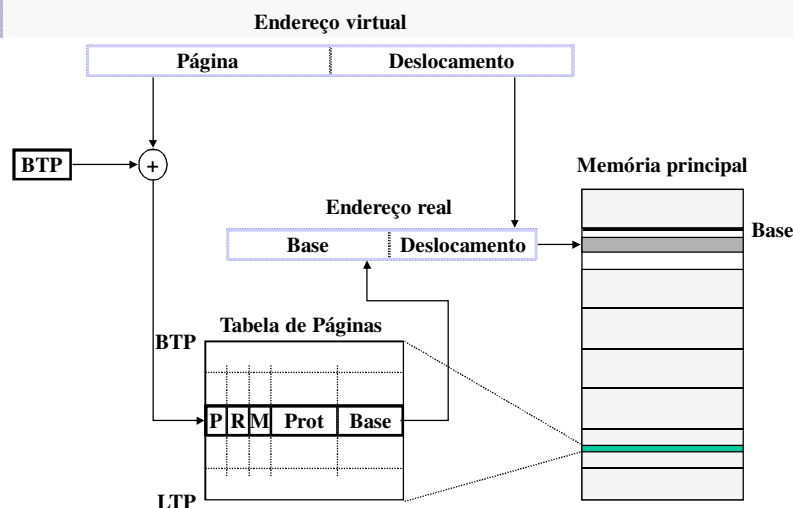 Endereço virtual
Página Deslocamento
BTP
+
Memória principal
Endereço real
Base
Base Deslocamento
Tabela de Páginas
BTP
P R M Prot Base
LTP